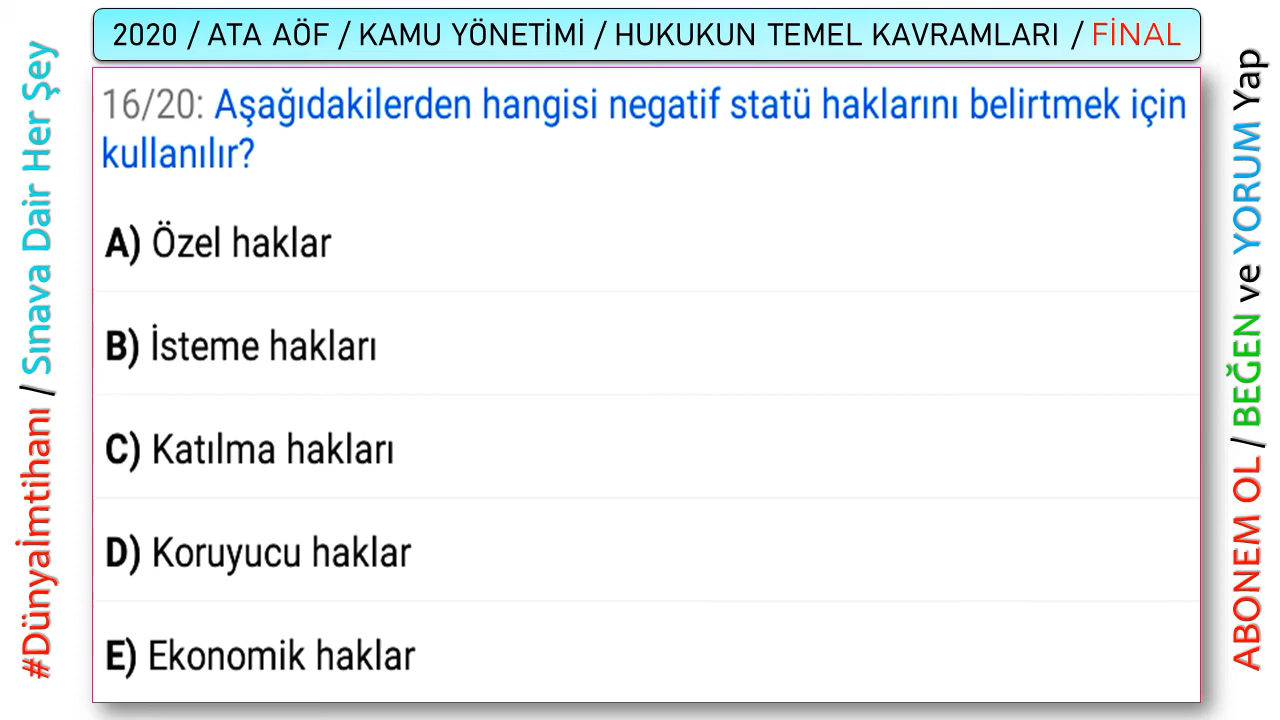 2020 / ATA AÖF / KAMU YÖNETİMİ / HUKUKUN TEMEL KAVRAMLARI / FİNAL
#Dünyaİmtihanı / Sınava Dair Her Şey
16/20: Aşağıdakilerden hangisi negatif statü haklarını belirtmek için
kullanılır?
A) Özel haklar
B) İsteme hakları
C) Katılma hakları
D) Koruyucu haklar
E) Ekonomik haklar
ABONEM OL / BEĞEN ve YORUM Yap